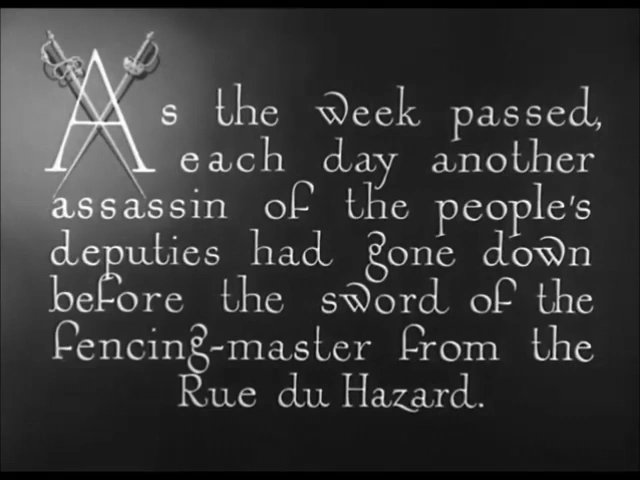 As the week passed,
each day another
assassin of the people's
deputies had gone down
before the sword of the
fencing-master from the
Rue du Hazard.